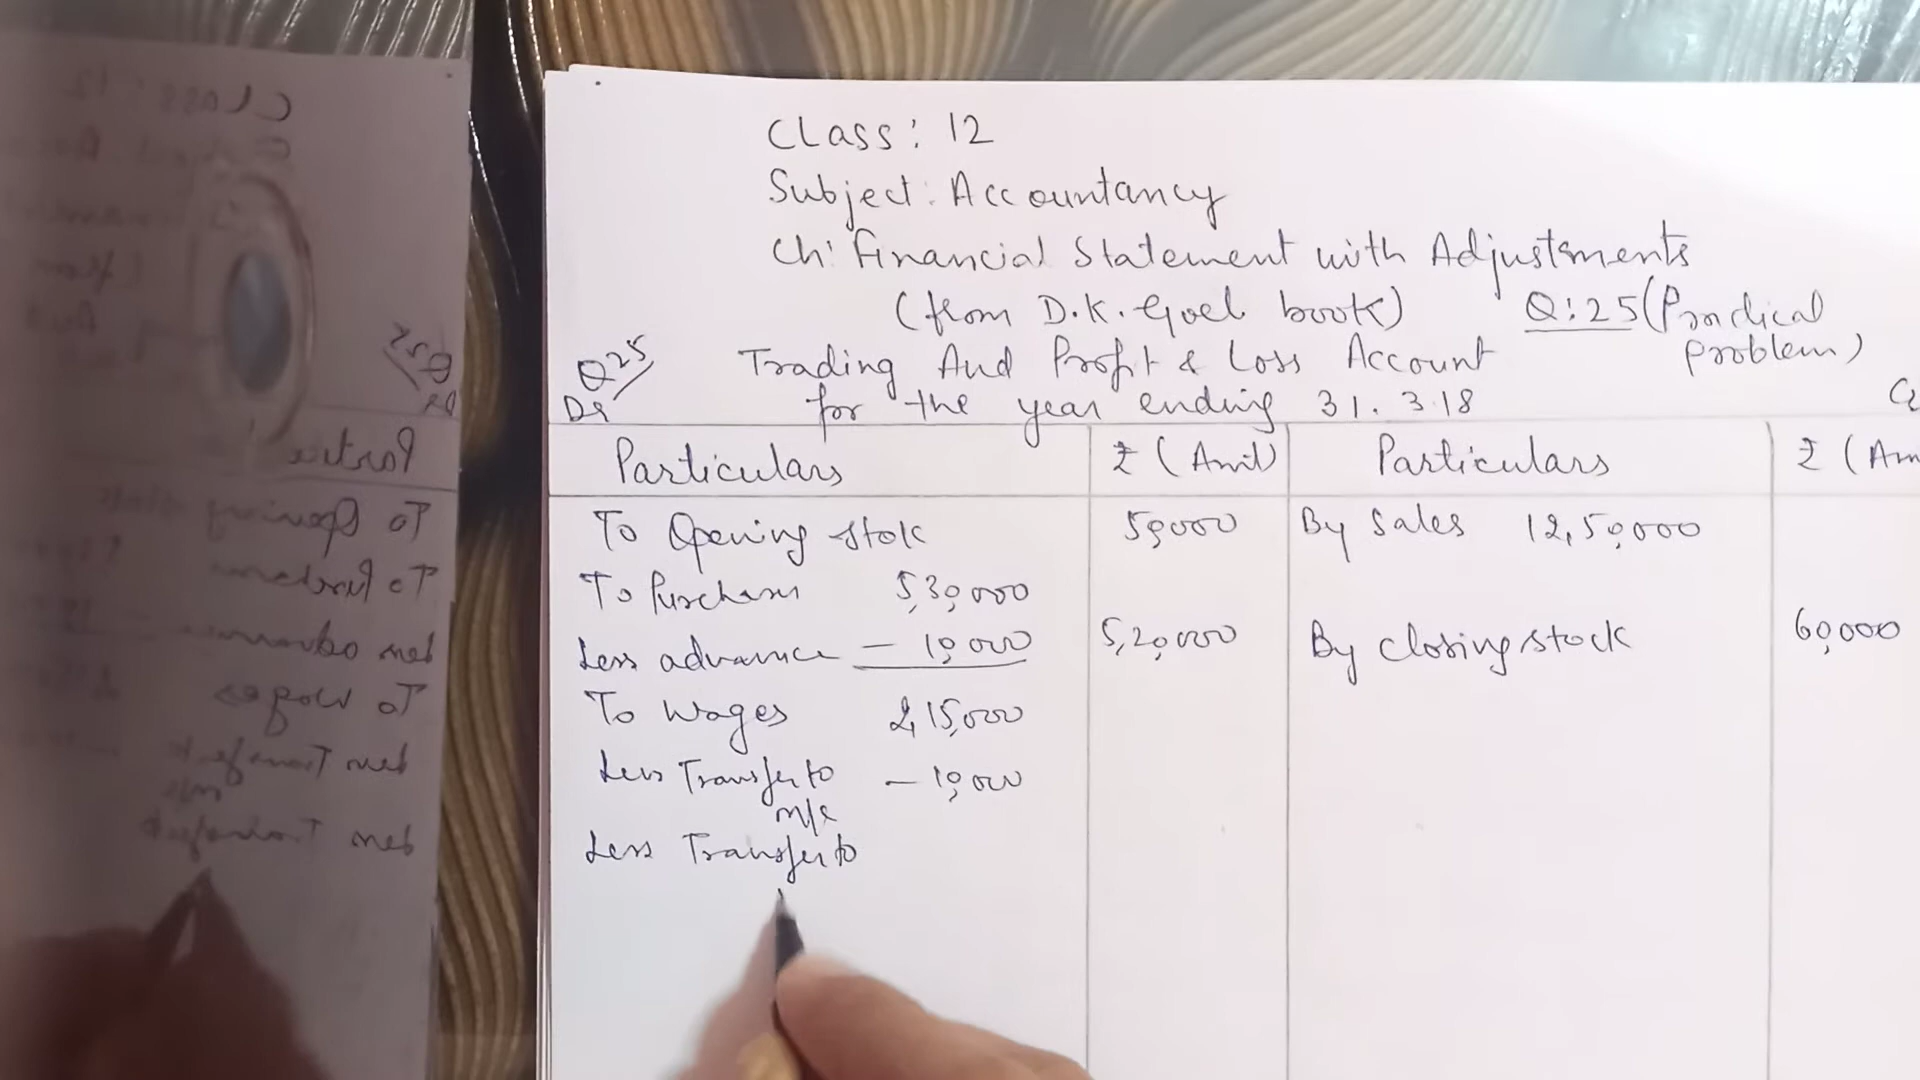 Class: 12
Subject: Accountancy
Ch: Financial Statement with Adjustments
(from D.K. Goel book) Q:25 (Practical problem)
Q25 Trading And Profit & Loss Account
Dr for the year ending 31.3.18
Particulars ₹ (Amt) Particulars ₹ (Am
To Opening stok 50,000 By Sales 12,50,000
To Purchases 5,30,000
Less advance - 10,000 5,20,000 By closing stock 60,000
To Wages 2,15,000
Less Transfer to - 10,000
m/c
Less Transfer to